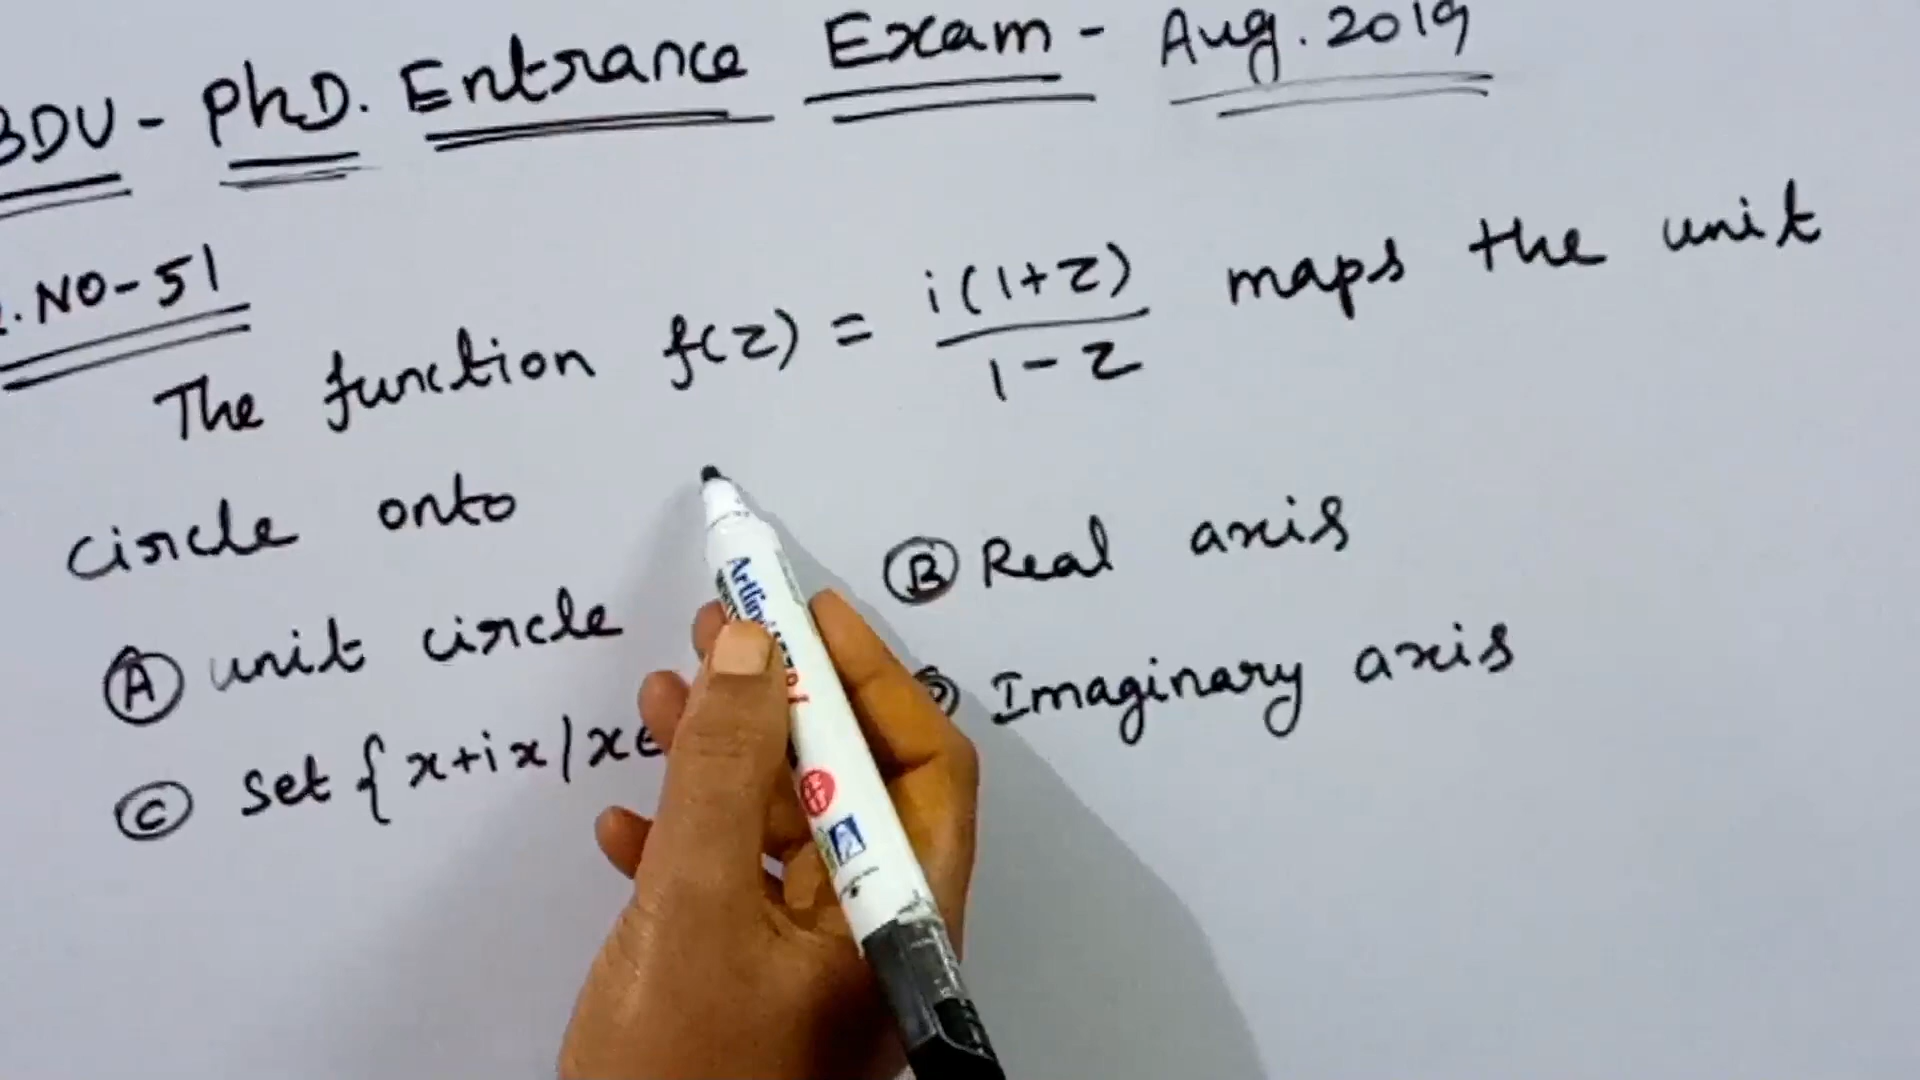 BDU - PhD. Entrance Exam - Aug. 2019
. NO - 51
The function f(z) = i(1+z) / 1-z maps the unit
circle onto
(A) unit circle
(B) Real axis
(C) Set {x+ix / x∈
(D) Imaginary axis
Artline